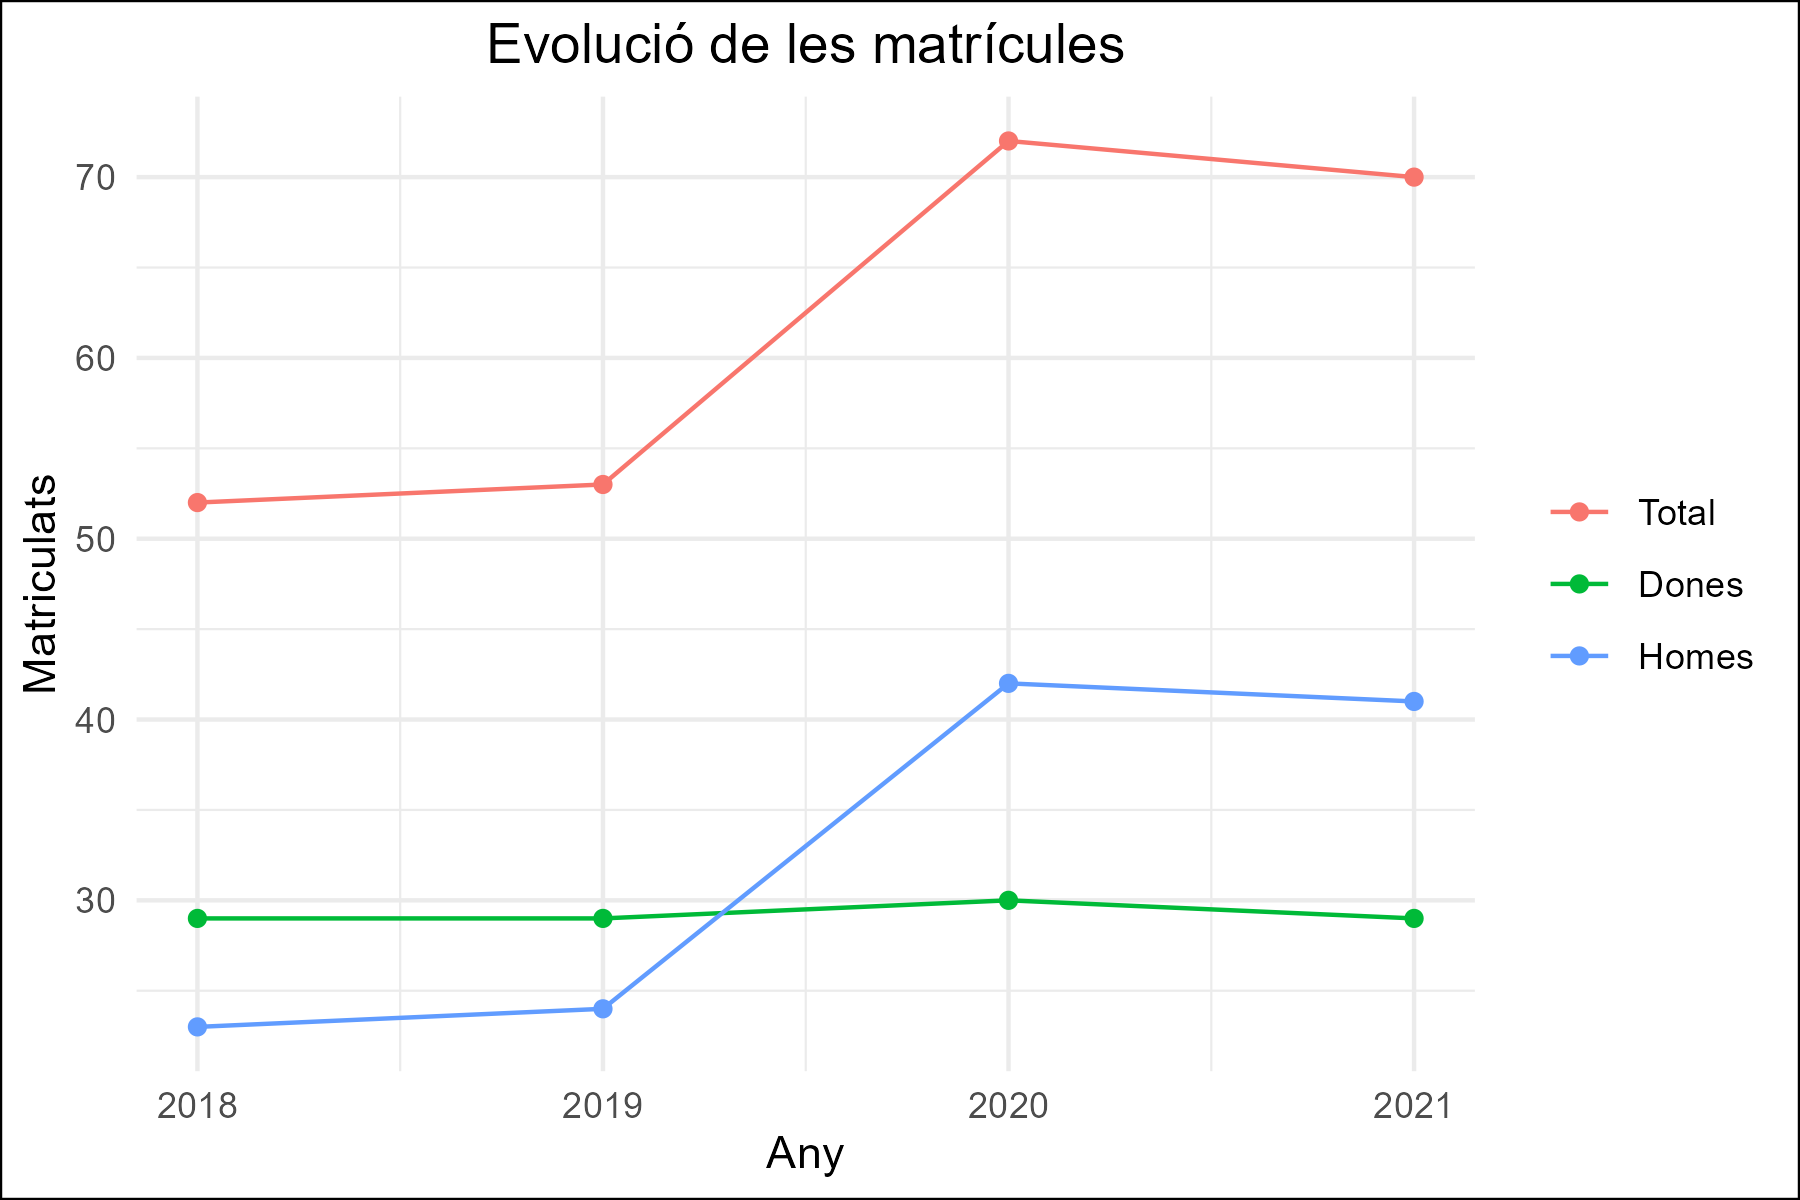 Evolució de les matrícules
Matriculats
70
60
50
40
30
2018
2019
2020
2021
Any
Total
Dones
Homes